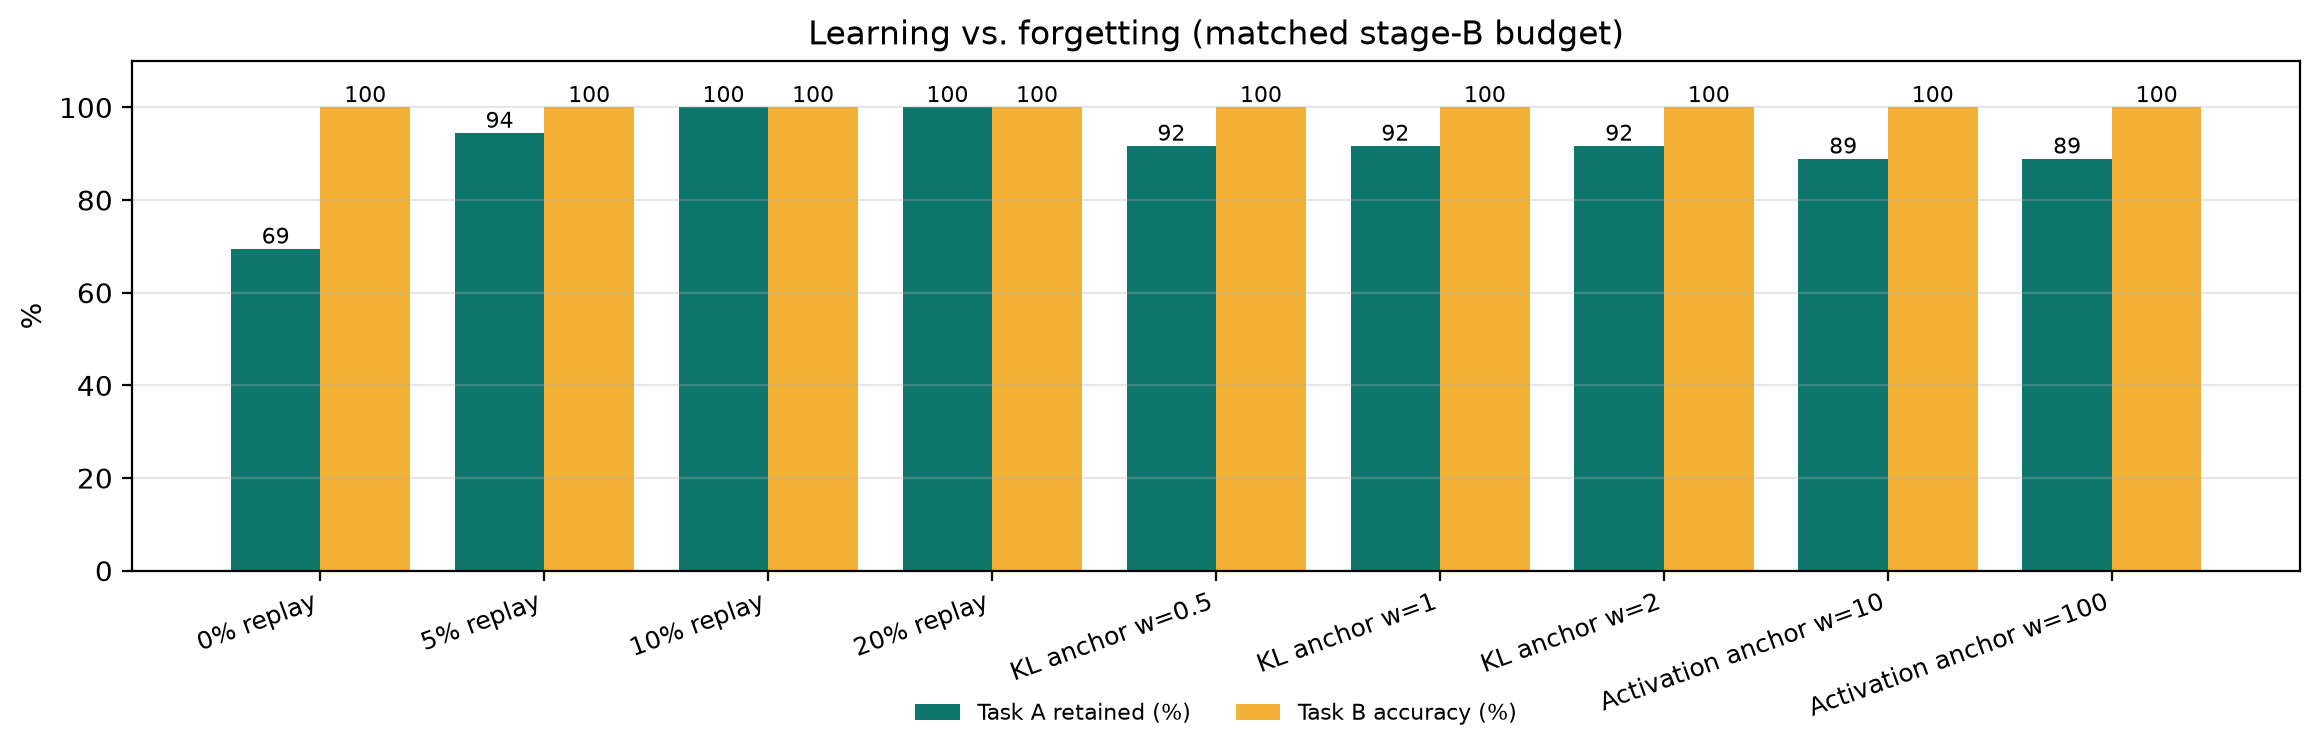 Learning vs. forgetting (matched stage-B budget)
%
100
80
60
40
20
0
69 100
94 100
100 100
100 100
92 100
92 100
92 100
89 100
89 100
0% replay
5% replay
10% replay
20% replay
KL anchor w=0.5
KL anchor w=1
KL anchor w=2
Activation anchor w=10
Activation anchor w=100
Task A retained (%)
Task B accuracy (%)